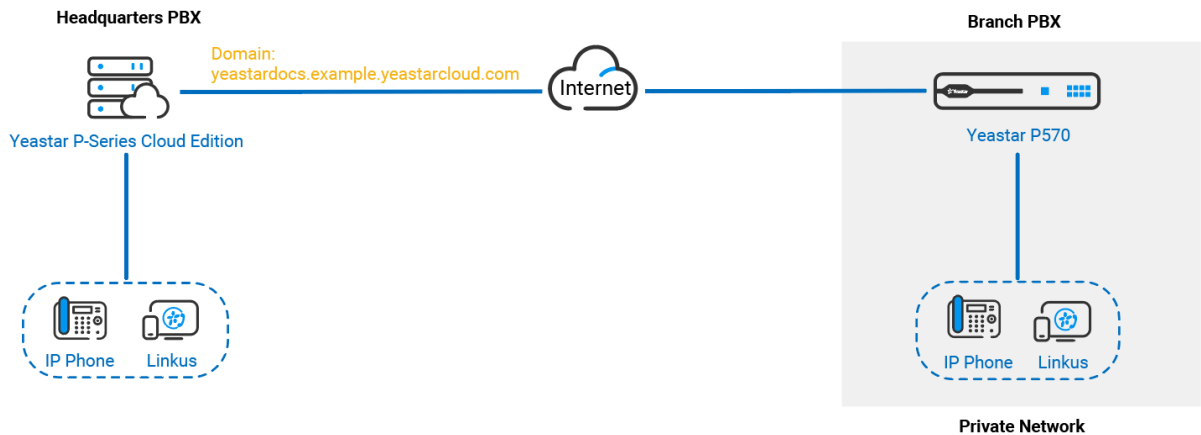 Headquarters PBX
Branch PBX
Domain:
yeastardocs.example.yeastarcloud.com
Internet
Yeastar
Yeastar P-Series Cloud Edition
Yeastar P570
IP Phone
Linkus
IP Phone
Linkus
Private Network